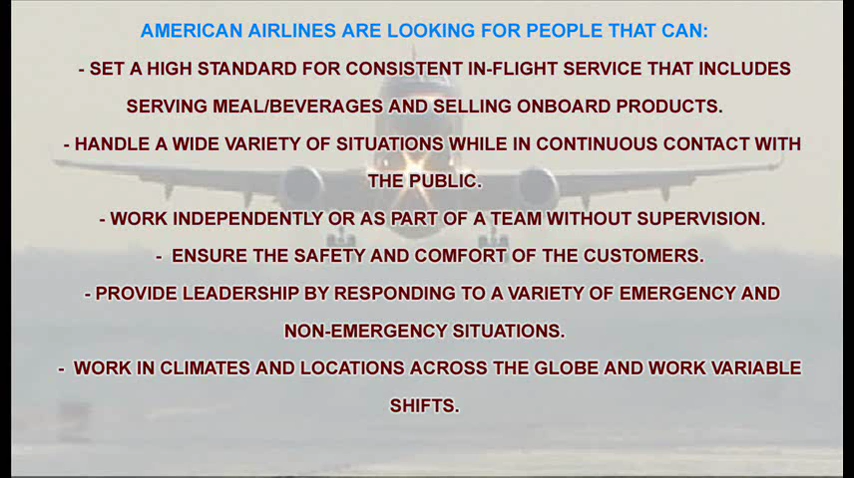 AMERICAN AIRLINES ARE LOOKING FOR PEOPLE THAT CAN:
- SET A HIGH STANDARD FOR CONSISTENT IN-FLIGHT SERVICE THAT INCLUDES
SERVING MEAL/BEVERAGES AND SELLING ONBOARD PRODUCTS.
- HANDLE A WIDE VARIETY OF SITUATIONS WHILE IN CONTINUOUS CONTACT WITH
THE PUBLIC.
- WORK INDEPENDENTLY OR AS PART OF A TEAM WITHOUT SUPERVISION.
- ENSURE THE SAFETY AND COMFORT OF THE CUSTOMERS.
- PROVIDE LEADERSHIP BY RESPONDING TO A VARIETY OF EMERGENCY AND
NON-EMERGENCY SITUATIONS.
- WORK IN CLIMATES AND LOCATIONS ACROSS THE GLOBE AND WORK VARIABLE
SHIFTS.